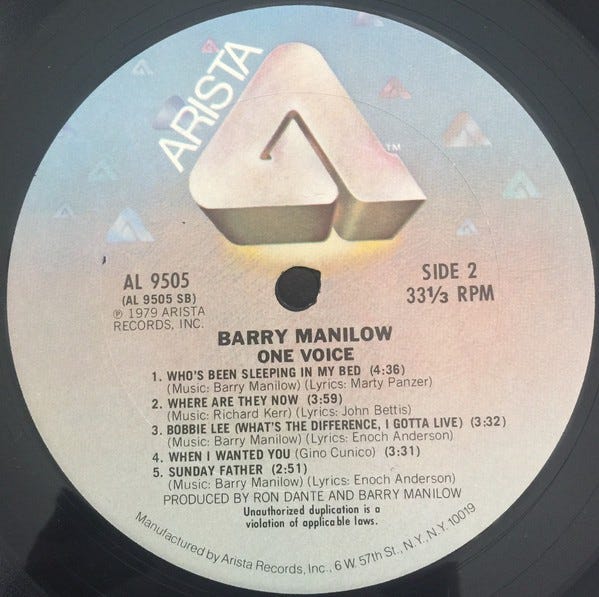 ARISTA
TM
AL 9505
(AL 9505 SB)
℗ 1979 ARISTA
RECORDS, INC.
SIDE 2
33⅓ RPM
BARRY MANILOW
ONE VOICE
1. WHO'S BEEN SLEEPING IN MY BED (4:36)
(Music: Barry Manilow) (Lyrics: Marty Panzer)
2. WHERE ARE THEY NOW (3:59)
(Music: Richard Kerr) (Lyrics: John Bettis)
3. BOBBIE LEE (WHAT'S THE DIFFERENCE, I GOTTA LIVE) (3:32)
(Music: Barry Manilow) (Lyrics: Enoch Anderson)
4. WHEN I WANTED YOU (Gino Cunico) (3:31)
5. SUNDAY FATHER (2:51)
(Music: Barry Manilow) (Lyrics: Enoch Anderson)
PRODUCED BY RON DANTE AND BARRY MANILOW
Unauthorized duplication is a
violation of applicable laws.
Manufactured by Arista Records, Inc., 6 W. 57th St., N.Y., N.Y. 10019